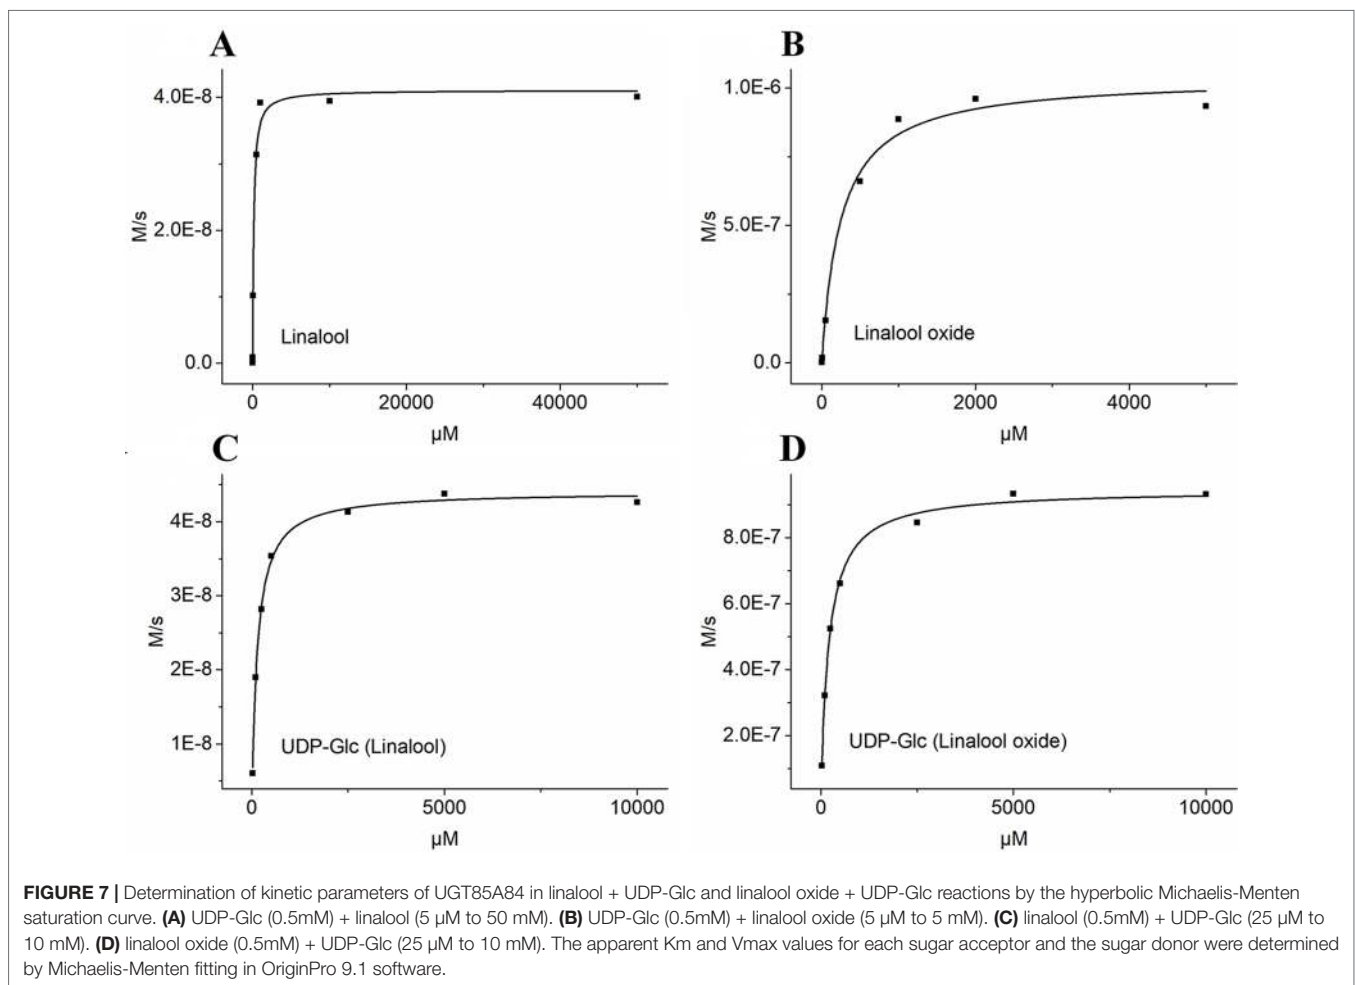 A
4.0E-8
2.0E-8
0.0
M/s
Linalool
0
20000
40000
μM
B
1.0E-6
5.0E-7
0.0
M/s
Linalool oxide
0
2000
4000
μM
C
4E-8
3E-8
2E-8
1E-8
M/s
UDP-Glc (Linalool)
0
5000
10000
μM
D
8.0E-7
6.0E-7
4.0E-7
2.0E-7
M/s
UDP-Glc (Linalool oxide)
0
5000
10000
μM
FIGURE 7 | Determination of kinetic parameters of UGT85A84 in linalool + UDP-Glc and linalool oxide + UDP-Glc reactions by the hyperbolic Michaelis-Menten
saturation curve. (A) UDP-Glc (0.5mM) + linalool (5 μM to 50 mM). (B) UDP-Glc (0.5mM) + linalool oxide (5 μM to 5 mM). (C) linalool (0.5mM) + UDP-Glc (25 μM to
10 mM). (D) linalool oxide (0.5mM) + UDP-Glc (25 μM to 10 mM). The apparent Km and Vmax values for each sugar acceptor and the sugar donor were determined
by Michaelis-Menten fitting in OriginPro 9.1 software.